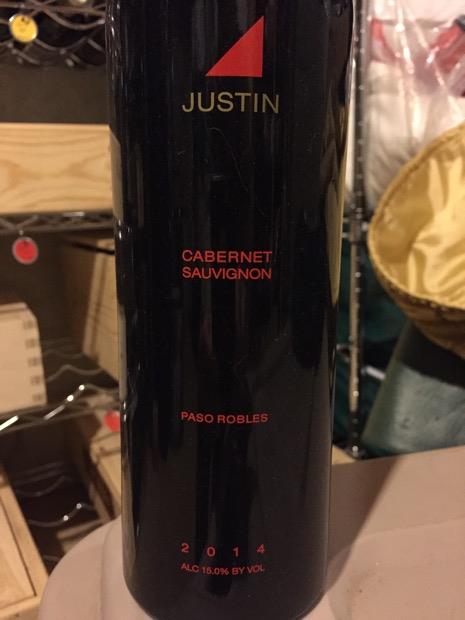 JUSTIN
CABERNET
SAUVIGNON
PASO ROBLES
2014
ALC 15.0% BY VOL